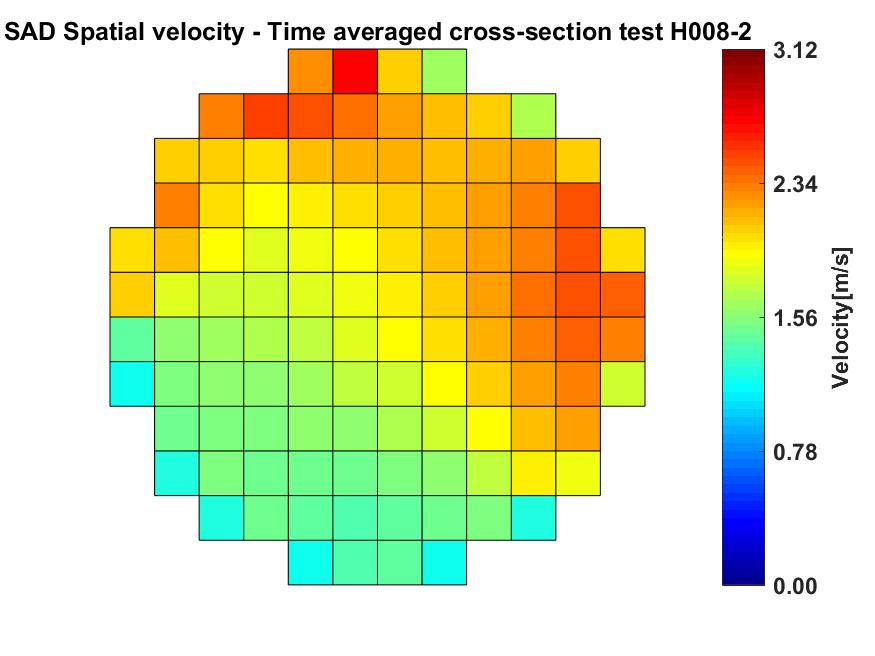 SAD Spatial velocity - Time averaged cross-section test H008-2
3.12
2.34
1.56
0.78
0.00
Velocity[m/s]